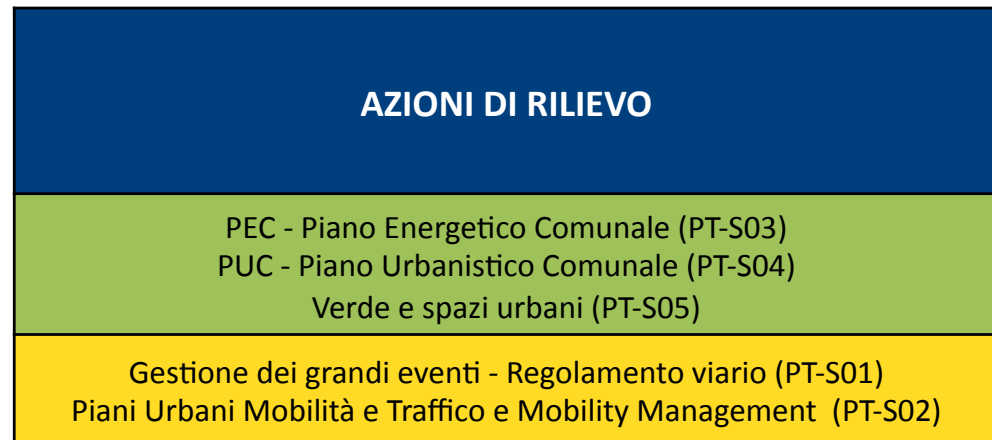 AZIONI DI RILIEVO
PEC - Piano Energetico Comunale (PT-S03)
PUC - Piano Urbanistico Comunale (PT-S04)
Verde e spazi urbani (PT-S05)
Gestione dei grandi eventi - Regolamento viario (PT-S01)
Piani Urbani Mobilità e Traffico e Mobility Management (PT-S02)